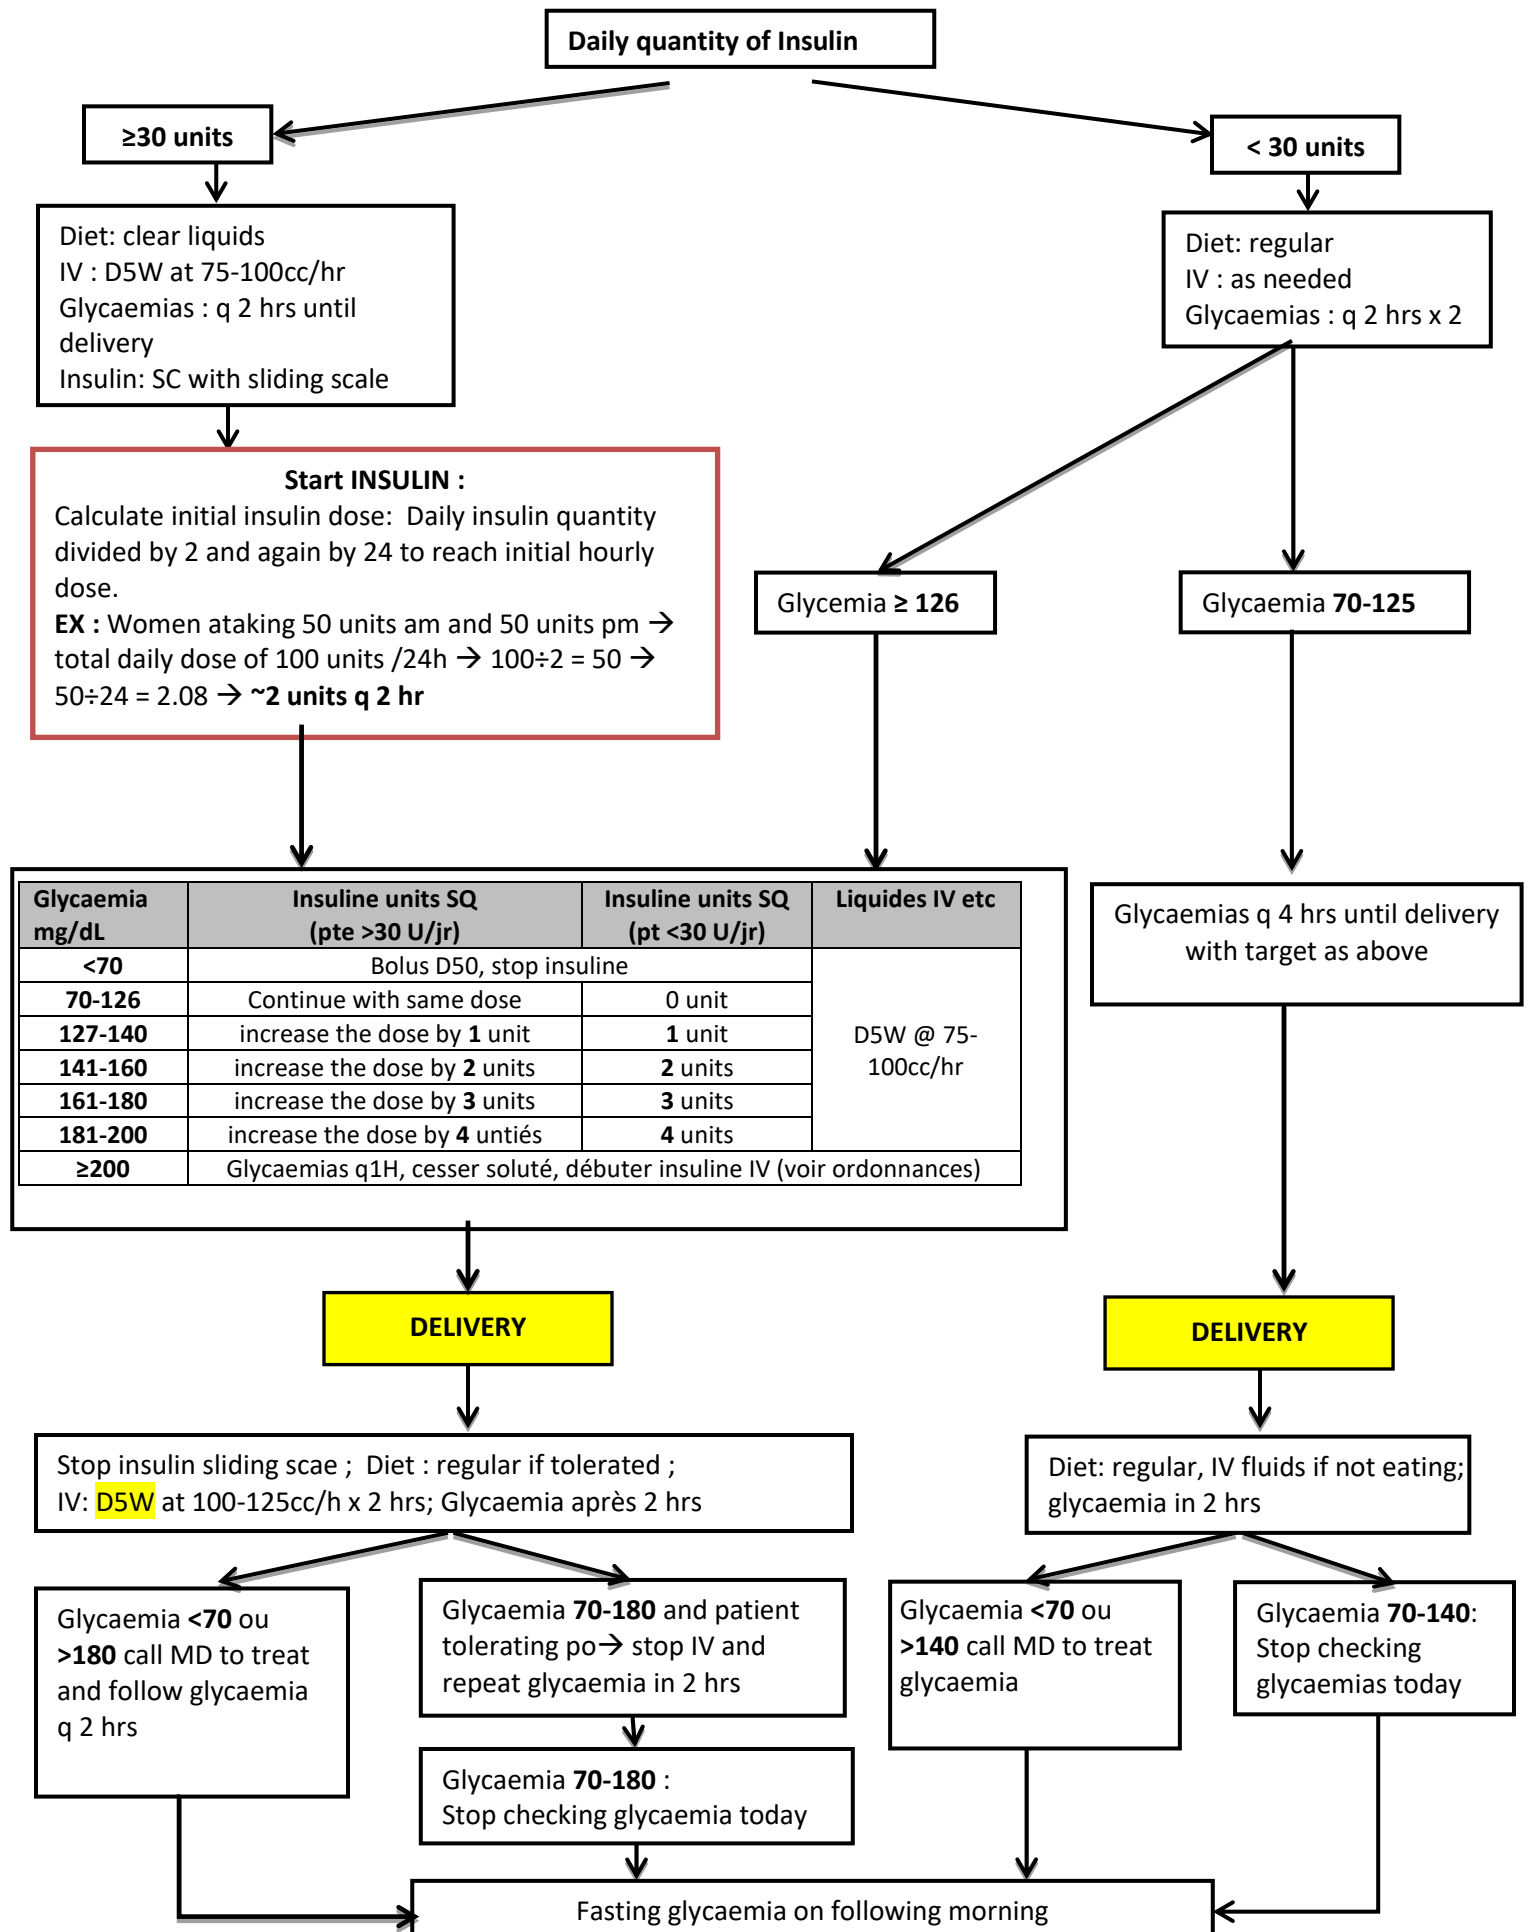 Daily quantity of Insulin
≥30 units
< 30 units
Diet: clear liquids
IV : D5W at 75-100cc/hr
Glycaemias : q 2 hrs until
delivery
Insulin: SC with sliding scale
Diet: regular
IV : as needed
Glycaemias : q 2 hrs x 2
Start INSULIN :
Calculate initial insulin dose: Daily insulin quantity
divided by 2 and again by 24 to reach initial hourly
dose.
EX : Women ataking 50 units am and 50 units pm →
total daily dose of 100 units /24h → 100÷2 = 50 →
50÷24 = 2.08 → ~2 units q 2 hr
Glycemia ≥ 126
Glycaemia 70-125
Glycaemia mg/dL | Insuline units SQ (pte >30 U/jr) | Insuline units SQ (pt <30 U/jr) | Liquides IV etc
<70 | Bolus D50, stop insuline
70-126 | Continue with same dose | 0 unit
127-140 | increase the dose by 1 unit | 1 unit | D5W @ 75-100cc/hr
141-160 | increase the dose by 2 units | 2 units
161-180 | increase the dose by 3 units | 3 units
181-200 | increase the dose by 4 untiés | 4 units
≥200 | Glycaemias q1H, cesser soluté, débuter insuline IV (voir ordonnances)
Glycaemias q 4 hrs until delivery
with target as above
DELIVERY
DELIVERY
Stop insulin sliding scae ; Diet : regular if tolerated ;
IV: D5W at 100-125cc/h x 2 hrs; Glycaemia après 2 hrs
Diet: regular, IV fluids if not eating;
glycaemia in 2 hrs
Glycaemia <70 ou
>180 call MD to treat
and follow glycaemia
q 2 hrs
Glycaemia 70-180 and patient
tolerating po→ stop IV and
repeat glycaemia in 2 hrs
Glycaemia 70-180 :
Stop checking glycaemia today
Glycaemia <70 ou
>140 call MD to treat
glycaemia
Glycaemia 70-140:
Stop checking
glycaemias today
Fasting glycaemia on following morning